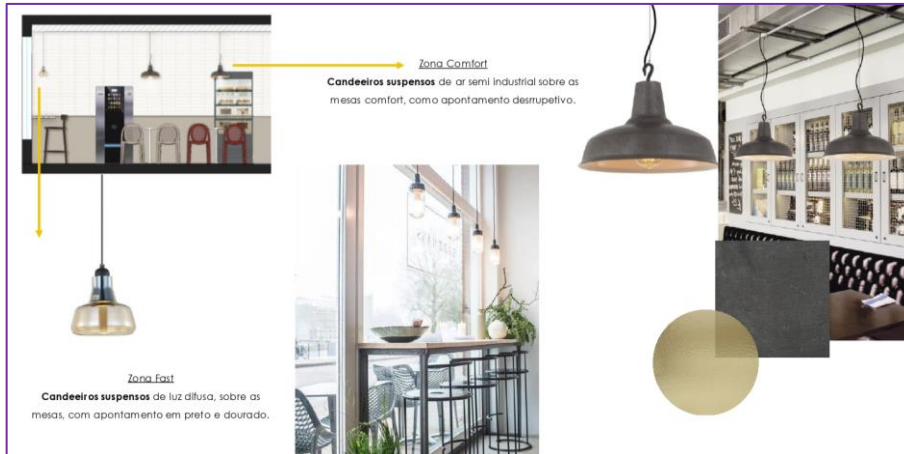 Zona Comfort
Candeeiros suspensos de ar semi industrial sobre as
mesas comfort, como apontamento desrrupetivo.
Zona Fast
Candeeiros suspensos de luz difusa, sobre as
mesas, com apontamento em preto e dourado.